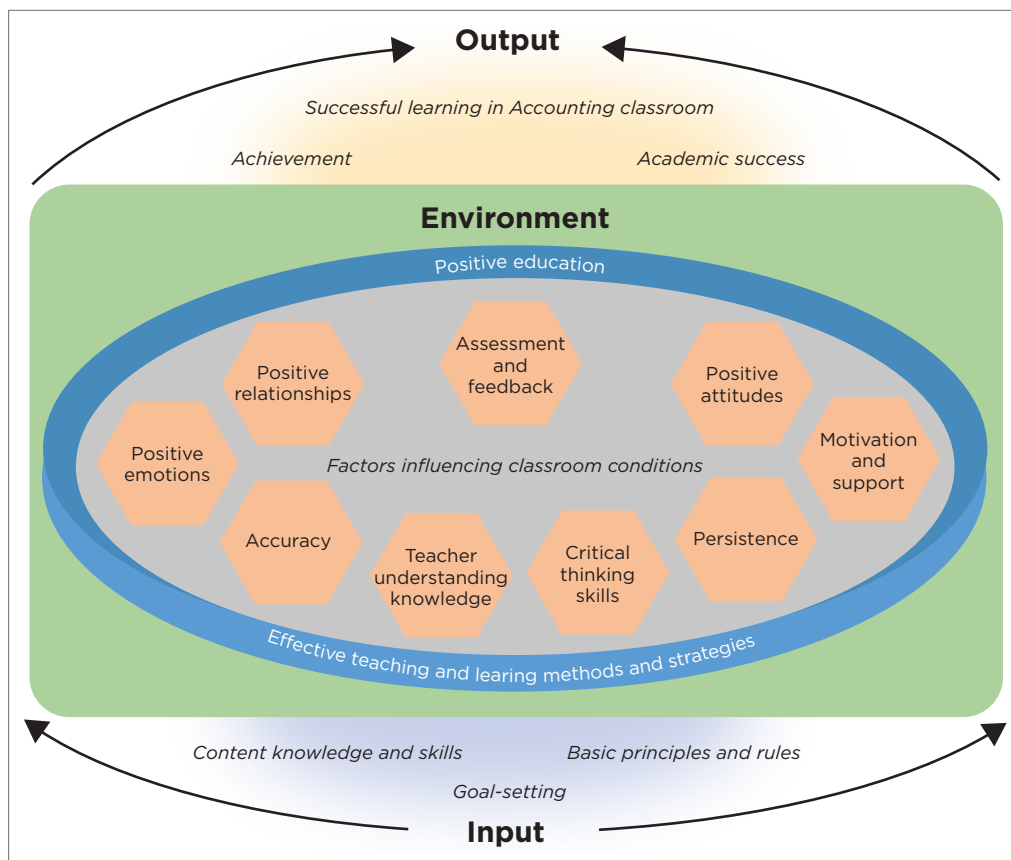 Output
Successful learning in Accounting classroom
Achievement
Academic success
Environment
Positive education
Assessment
and
feedback
Positive
relationships
Positive
attitudes
Positive
emotions
Motivation
and
support
Factors influencing classroom conditions
Accuracy
Teacher
understanding
knowledge
Critical
thinking
skills
Persistence
Effective teaching and learing methods and strategies
Content knowledge and skills
Basic principles and rules
Goal-setting
Input